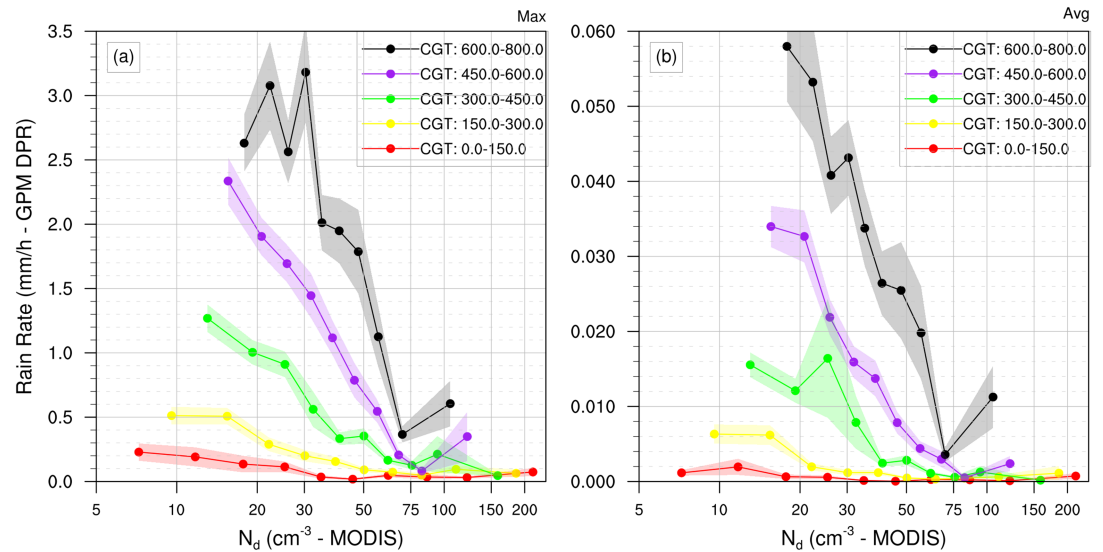 Max
(a)
CGT: 600.0-800.0
CGT: 450.0-600.0
CGT: 300.0-450.0
CGT: 150.0-300.0
CGT: 0.0-150.0
Rain Rate (mm/h - GPM DPR)
3.5
3.0
2.5
2.0
1.5
1.0
0.5
0.0
5 10 20 30 50 75 100 150 200
N_d (cm⁻³ - MODIS)
Avg
(b)
CGT: 600.0-800.0
CGT: 450.0-600.0
CGT: 300.0-450.0
CGT: 150.0-300.0
CGT: 0.0-150.0
0.060
0.050
0.040
0.030
0.020
0.010
0.000
5 10 20 30 50 75 100 150 200
N_d (cm⁻³ - MODIS)